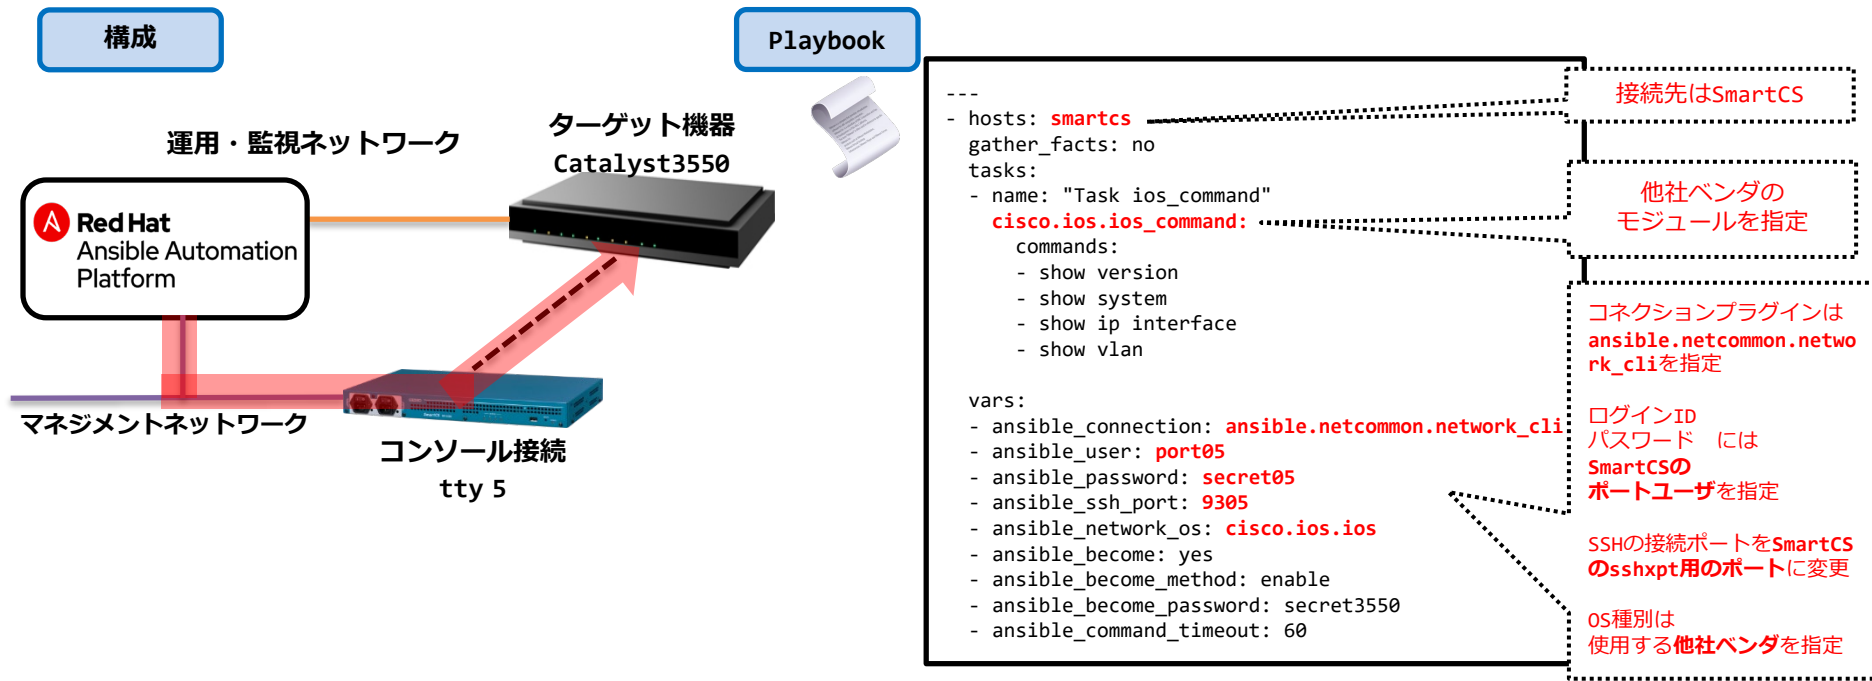 構成
運用・監視ネットワーク
ターゲット機器
Catalyst3550
Red Hat
Ansible Automation
Platform
マネジメントネットワーク
コンソール接続
tty 5
Playbook
---
- hosts: smartcs
gather_facts: no
tasks:
- name: "Task ios_command"
cisco.ios.ios_command:
commands:
- show version
- show system
- show ip interface
- show vlan
vars:
- ansible_connection: ansible.netcommon.network_cli
- ansible_user: port05
- ansible_password: secret05
- ansible_ssh_port: 9305
- ansible_network_os: cisco.ios.ios
- ansible_become: yes
- ansible_become_method: enable
- ansible_become_password: secret3550
- ansible_command_timeout: 60
接続先はSmartCS
他社ベンダの
モジュールを指定
コネクションプラグインは
ansible.netcommon.netwo
rk_cliを指定
ログインID
パスワード　には
SmartCSの
ポートユーザを指定
SSHの接続ポートをSmartCS
のsshxpt用のポートに変更
OS種別は
使用する他社ベンダを指定